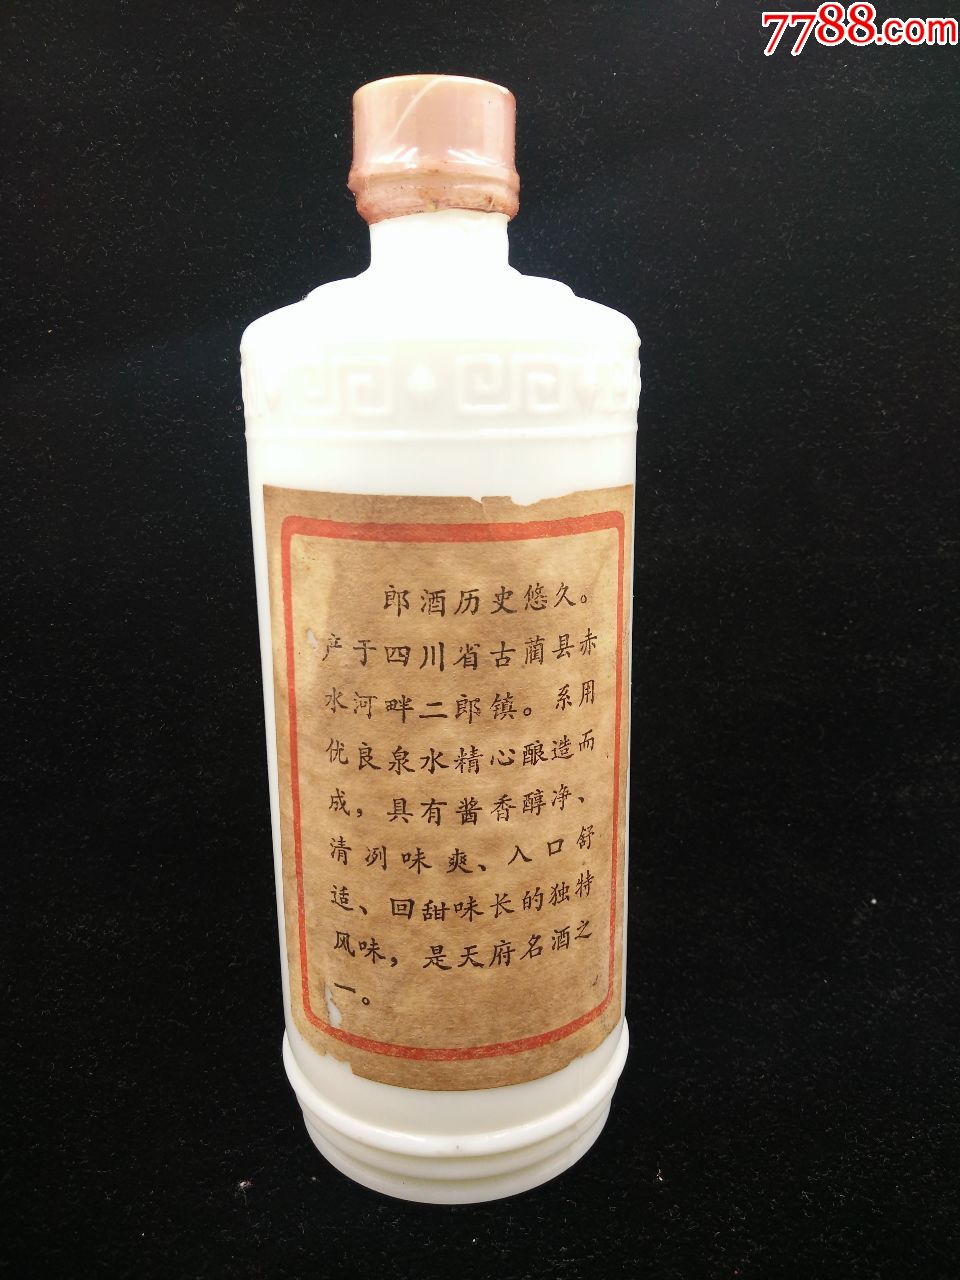 7788.com
郎酒历史悠久。
产于四川省古蔺县赤
水河畔二郎镇。系用
优良泉水精心酿造而
成，具有酱香醇净、
清冽味爽、入口舒
适、回甜味长的独特
风味，是天府名酒之
一。